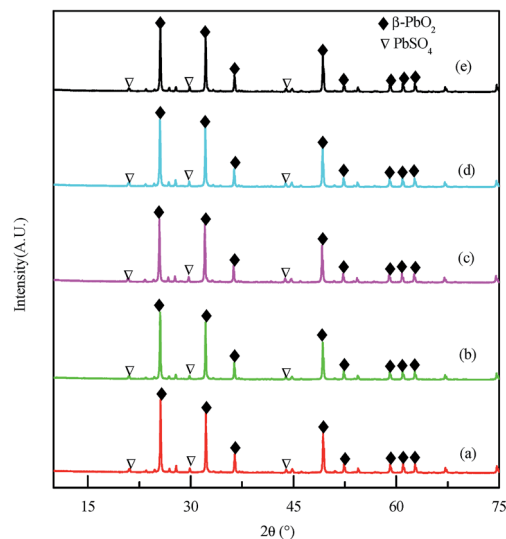 β-PbO₂
PbSO₄
(e)
(d)
(c)
(b)
(a)
Intensity(A.U.)
15 30 45 60 75
2θ (°)